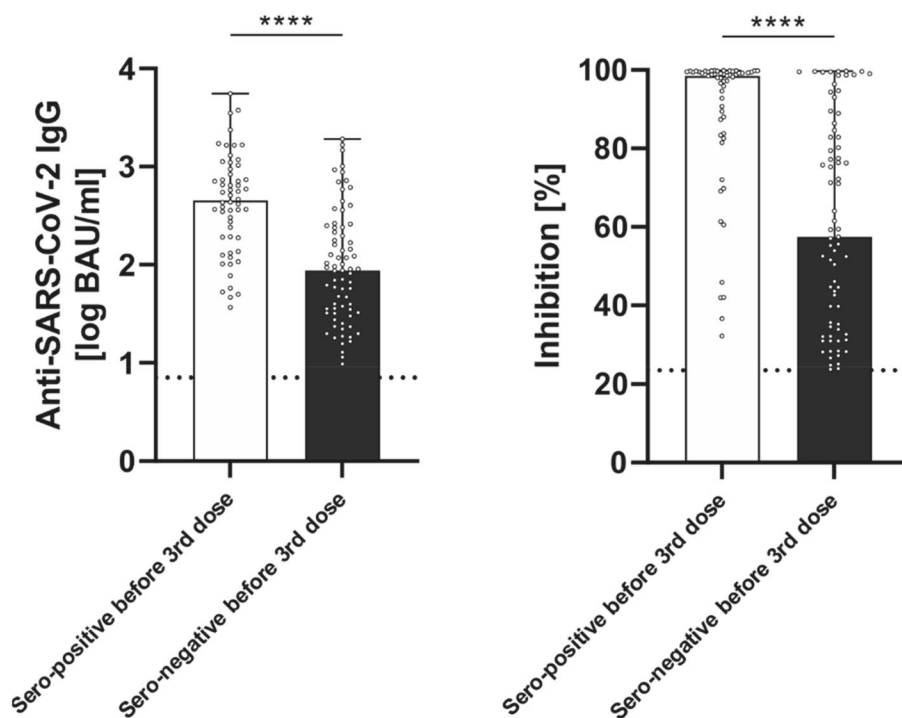 ****
Anti-SARS-CoV-2 IgG
[log BAU/ml]
4
3
2
1
0
Sero-positive before 3rd dose
Sero-negative before 3rd dose
****
Inhibition [%]
100
80
60
40
20
0
Sero-positive before 3rd dose
Sero-negative before 3rd dose